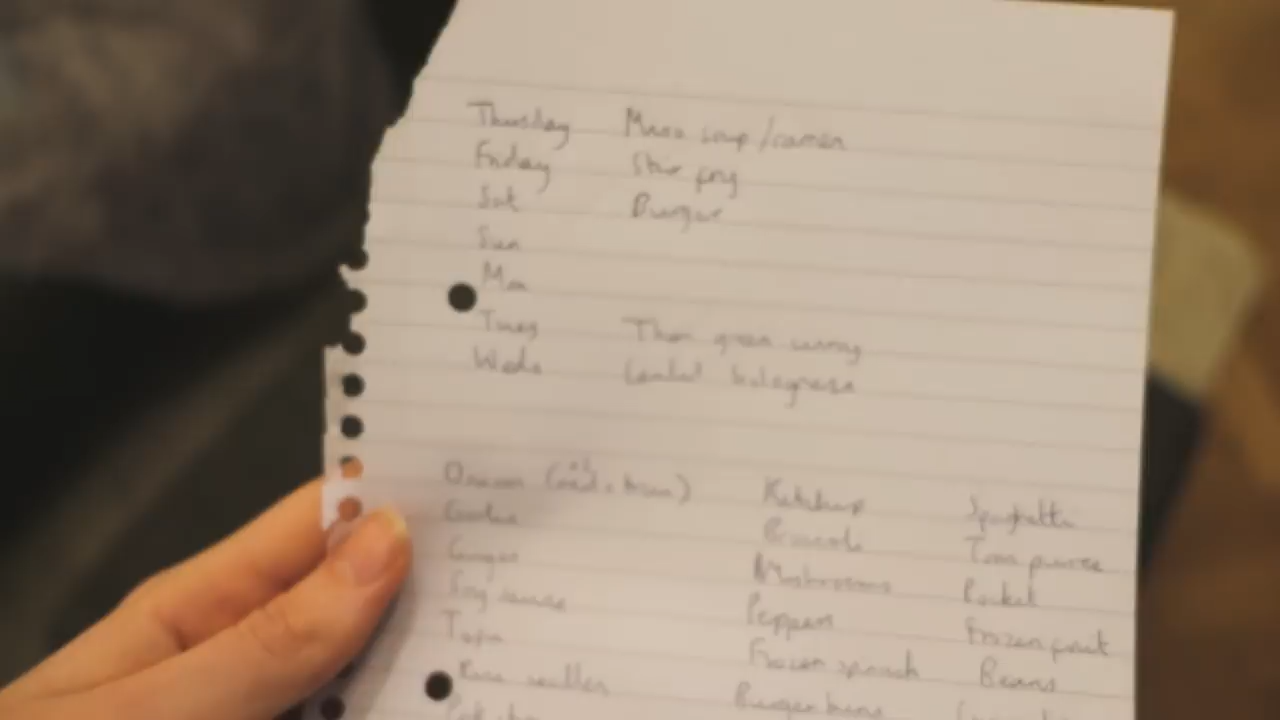 Thursday Miso soup/ramen
Friday Stir fry
Sat Burger
Sun
Mon
Tues Thai green curry
Weds Lentil bolognese
Onion (red + brown) Ketchup Spaghetti
Garlic Broccoli Tom puree
Ginger Mushrooms Rocket
Soy sauce Peppers Frozen fruit
Tofu Frozen spinach Beans
Rice noodles Burger buns